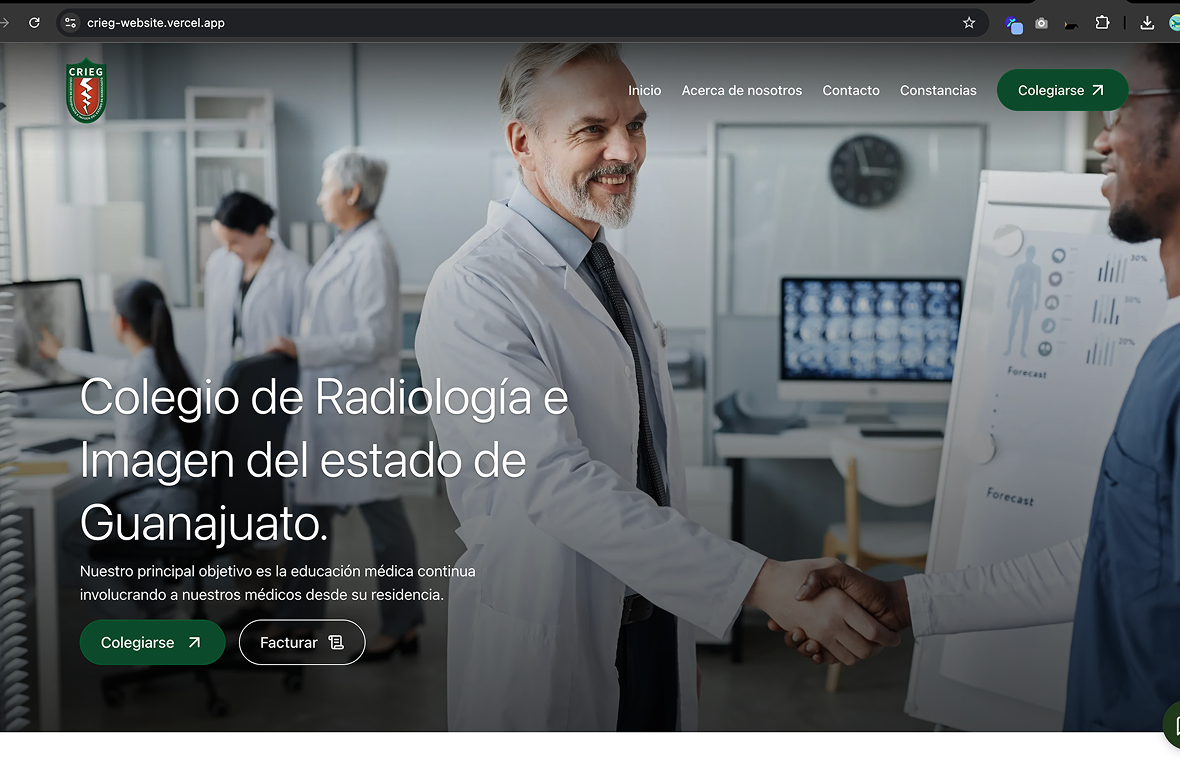 crieg-website.vercel.app
CRIEG
Inicio
Acerca de nosotros
Contacto
Constancias
Colegiarse
30%
50%
20%
Forecast
Forecast
Colegio de Radiología e
Imagen del estado de
Guanajuato.
Nuestro principal objetivo es la educación médica continua
involucrando a nuestros médicos desde su residencia.
Colegiarse
Facturar